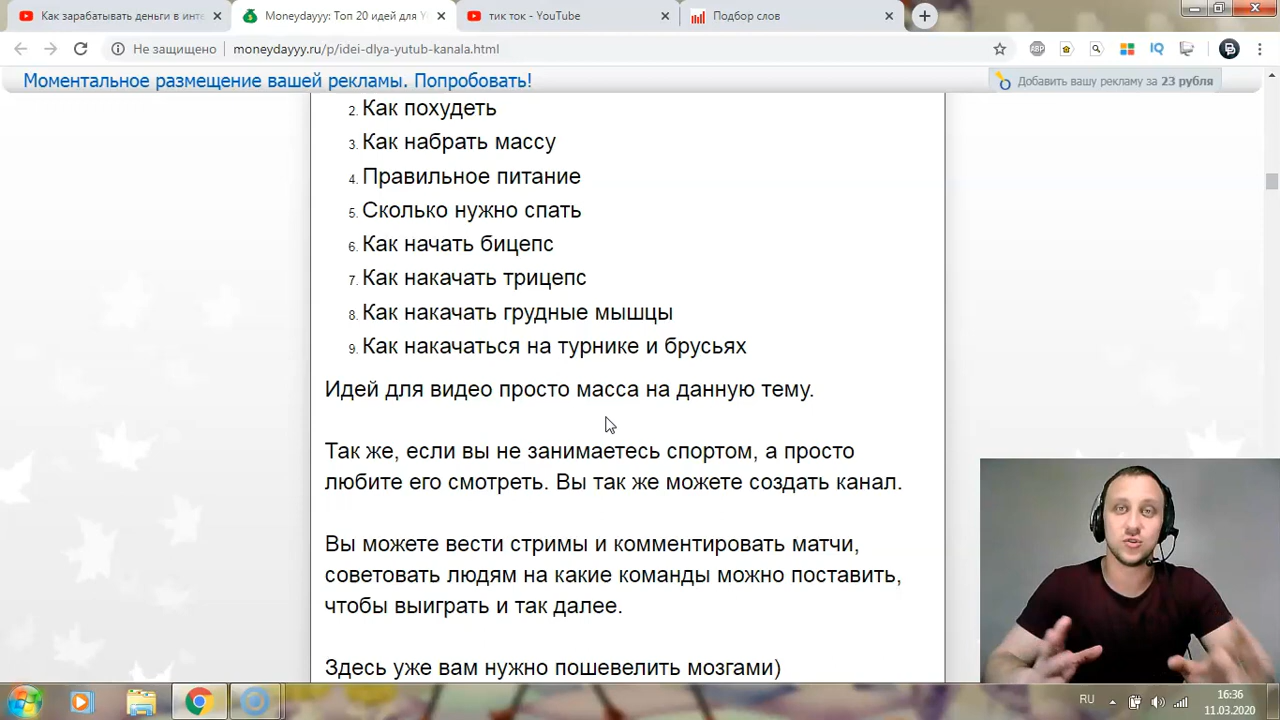 Как зарабатывать деньги в инте
Moneydayyy: Топ 20 идей для Y
тик ток - YouTube
Подбор слов
Не защищено
moneydayyy.ru/p/idei-dlya-yutub-kanala.html
ABP
IQ
Моментальное размещение вашей рекламы. Попробовать!
Добавить вашу рекламу за 23 рубля
2. Как похудеть
3. Как набрать массу
4. Правильное питание
5. Сколько нужно спать
6. Как начать бицепс
7. Как накачать трицепс
8. Как накачать грудные мышцы
9. Как накачаться на турнике и брусьях
Идей для видео просто масса на данную тему.
Так же, если вы не занимаетесь спортом, а просто
любите его смотреть. Вы так же можете создать канал.
Вы можете вести стримы и комментировать матчи,
советовать людям на какие команды можно поставить,
чтобы выиграть и так далее.
Здесь уже вам нужно пошевелить мозгами)
RU
16:36
11.03.2020